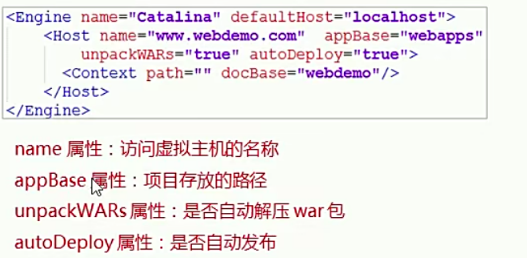 <Engine name="Catalina" defaultHost="localhost">
<Host name="www.webdemo.com" appBase="webapps"
unpackWARs="true" autoDeploy="true">
<Context path="" docBase="webdemo"/>
</Host>
</Engine>
name 属性：访问虚拟主机的名称
appBase 属性：项目存放的路径
unpackWARs 属性：是否自动解压 war 包
autoDeploy 属性：是否自动发布